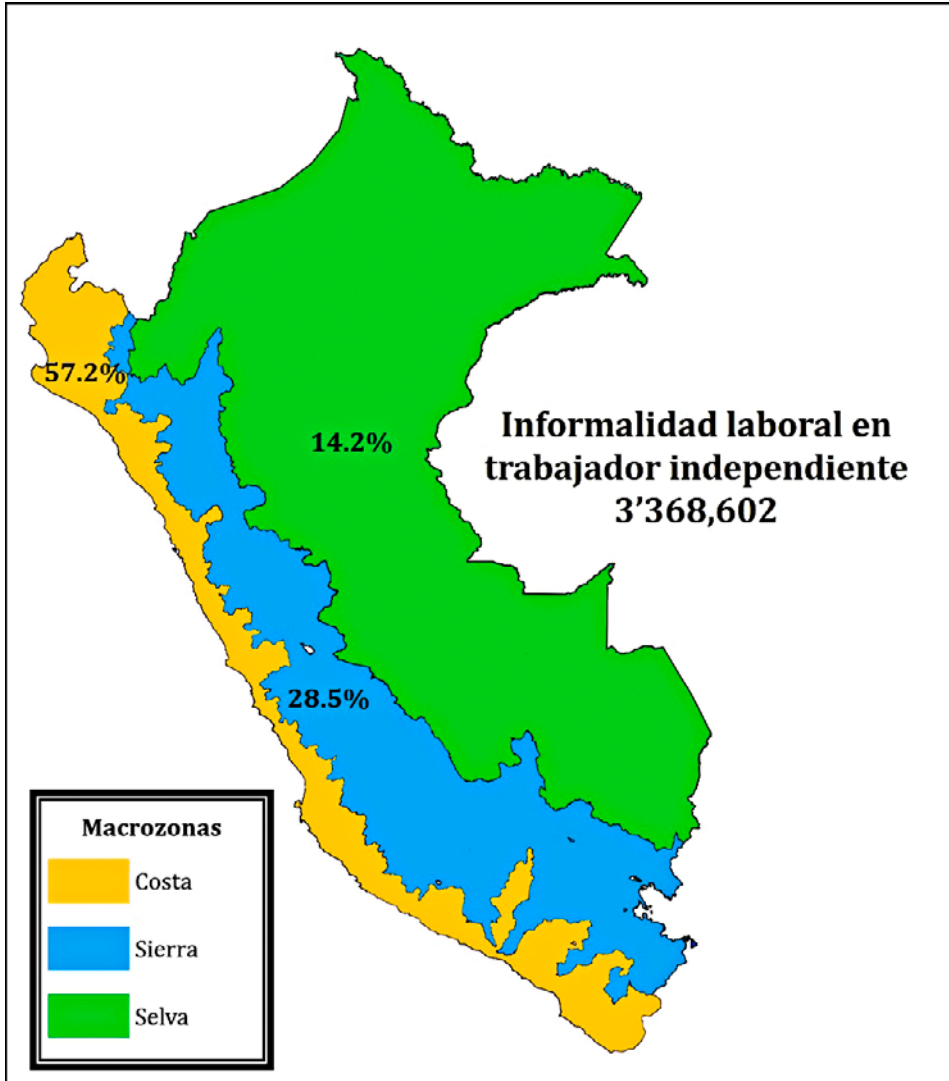 57.2%
14.2%
Informalidad laboral en
trabajador independiente
3’368,602
28.5%
Macrozonas
Costa
Sierra
Selva